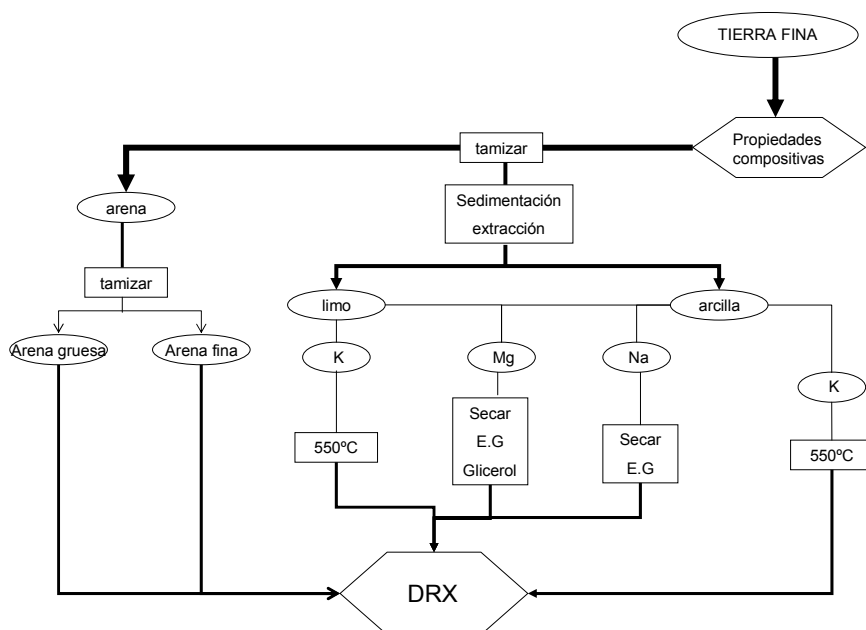 TIERRA FINA
Propiedades
compositivas
tamizar
arena
Sedimentación
extracción
tamizar
limo
arcilla
Arena gruesa
Arena fina
K
Mg
Na
K
550ºC
Secar
E.G
Glicerol
Secar
E.G
550ºC
DRX